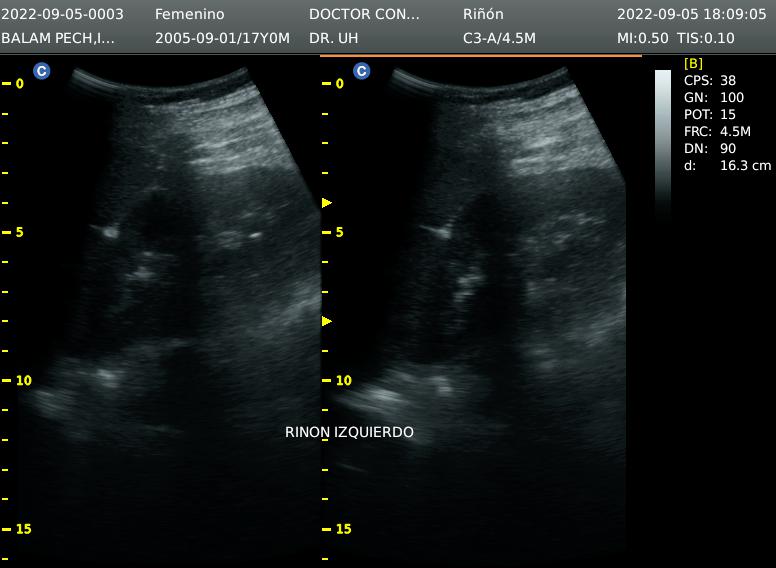 2022-09-05-0003 Femenino DOCTOR CON... Riñón 2022-09-05 18:09:05
BALAM PECH,I... 2005-09-01/17Y0M DR. UH C3-A/4.5M MI:0.50 TIS:0.10
C C [B]
0 0 CPS: 38
GN: 100
POT: 15
FRC: 4.5M
DN: 90
d: 16.3 cm
5 5
10 10
RINON IZQUIERDO
15 15